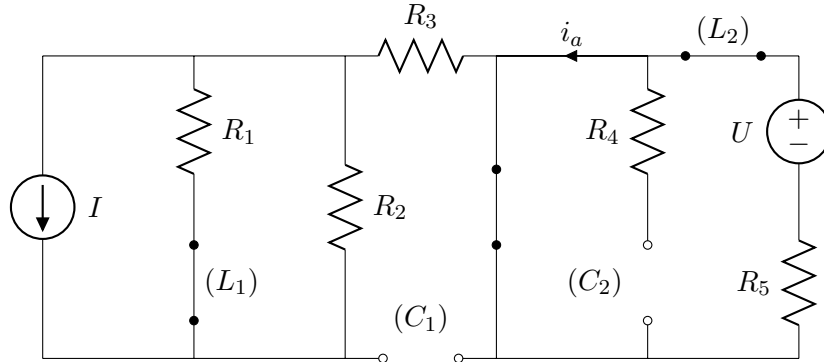 R₃
iₐ
(L₂)
R₁
R₄
U
+
−
I
R₂
(L₁)
(C₂)
R₅
(C₁)